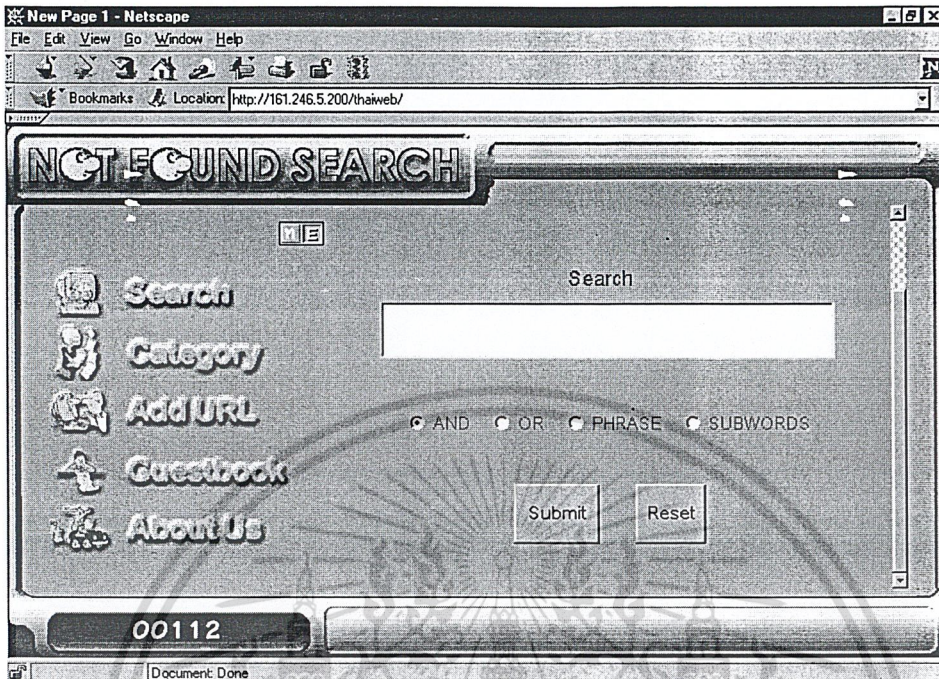 New Page 1 - Netscape
File Edit View Go Window Help
Bookmarks Location: http://161.246.5.200/thaiweb/
NOT FOUND SEARCH
ก E
Search
Search
Category
Add URL
AND OR PHRASE SUBWORDS
Guestbook
Submit Reset
About Us
00112
Document: Done